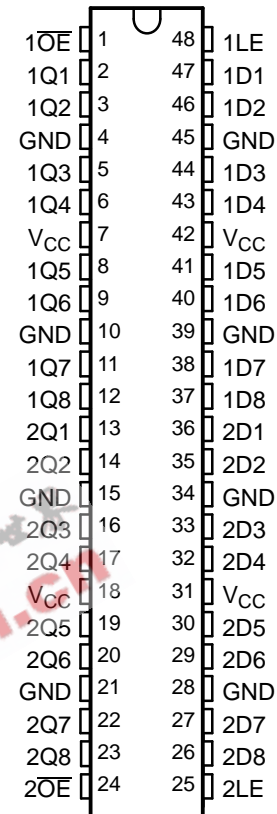 1O̅E̅ 1 48 1LE
1Q1 2 47 1D1
1Q2 3 46 1D2
GND 4 45 GND
1Q3 5 44 1D3
1Q4 6 43 1D4
VCC 7 42 VCC
1Q5 8 41 1D5
1Q6 9 40 1D6
GND 10 39 GND
1Q7 11 38 1D7
1Q8 12 37 1D8
2Q1 13 36 2D1
2Q2 14 35 2D2
GND 15 34 GND
2Q3 16 33 2D3
2Q4 17 32 2D4
VCC 18 31 VCC
2Q5 19 30 2D5
2Q6 20 29 2D6
GND 21 28 GND
2Q7 22 27 2D7
2Q8 23 26 2D8
2O̅E̅ 24 25 2LE